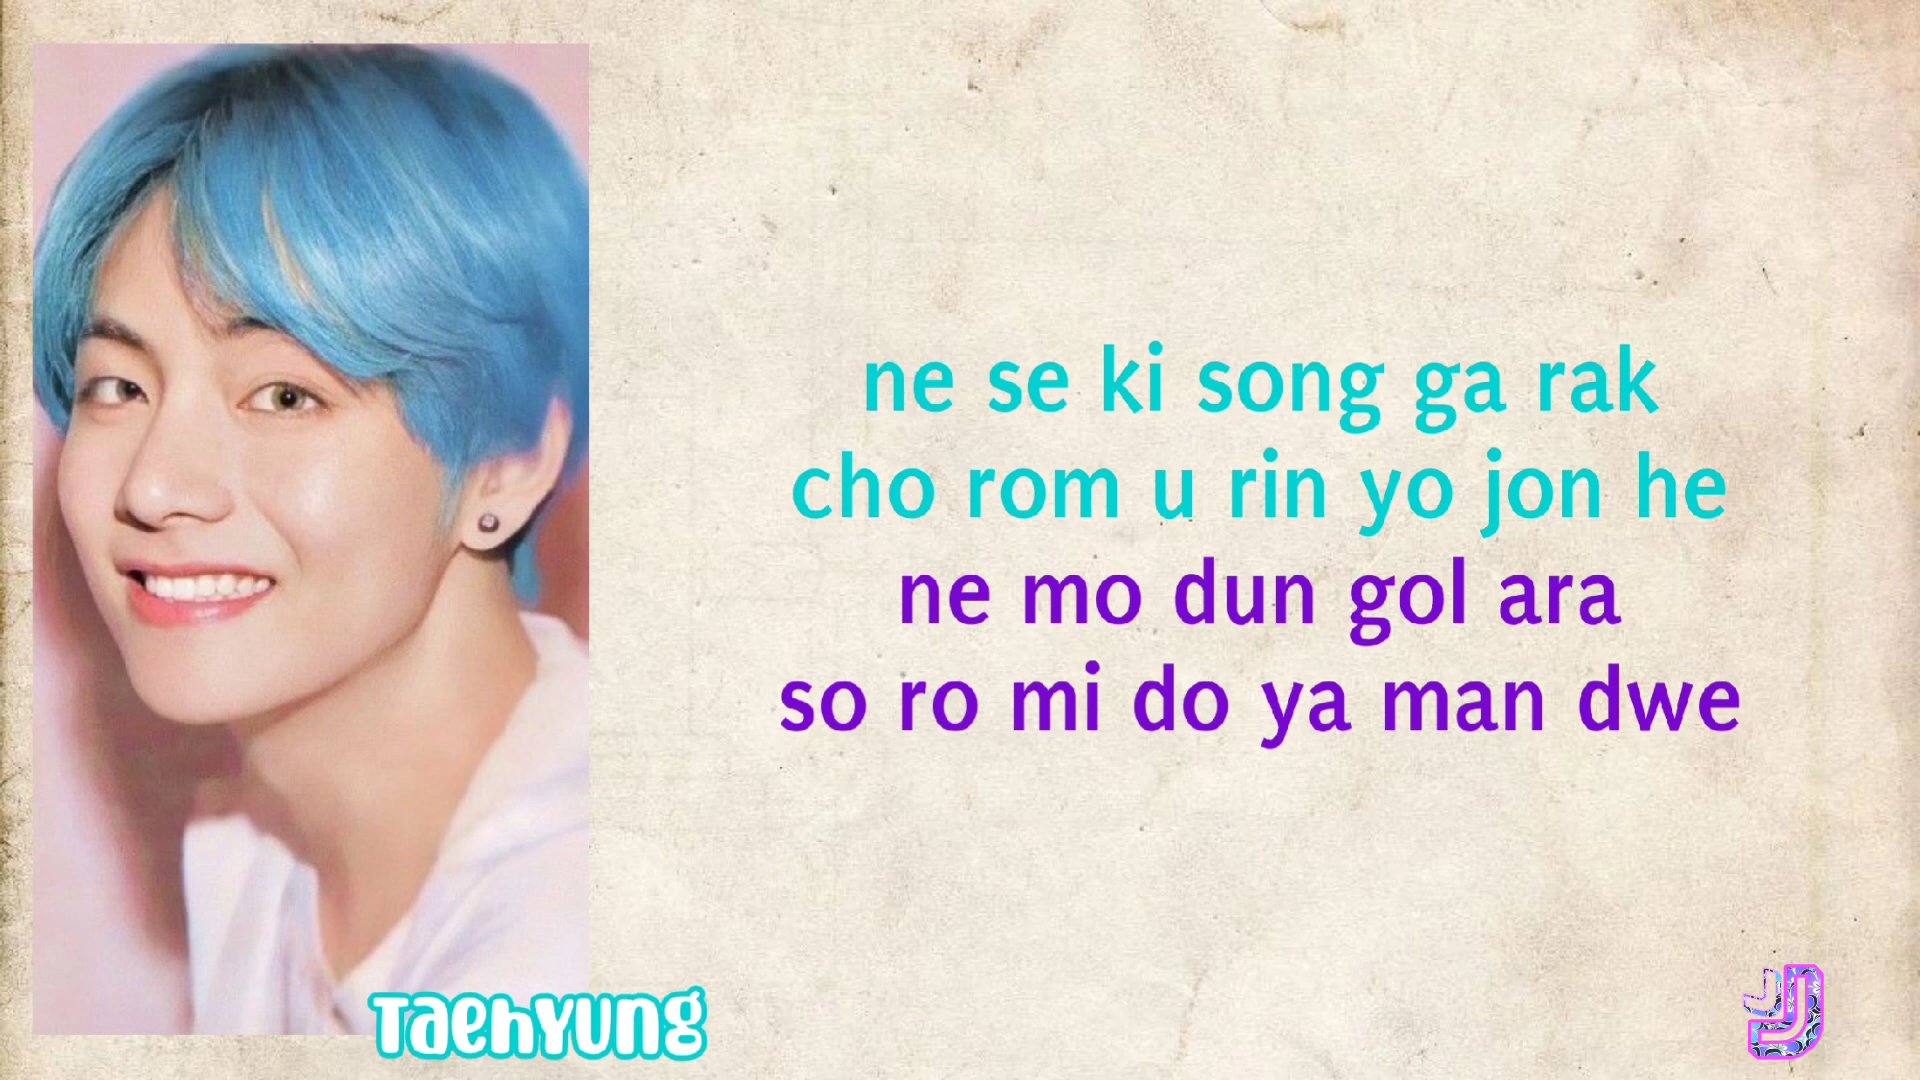 ne se ki song ga rak
cho rom u rin yo jon he
ne mo dun gol ara
so ro mi do ya man dwe
Taehyung